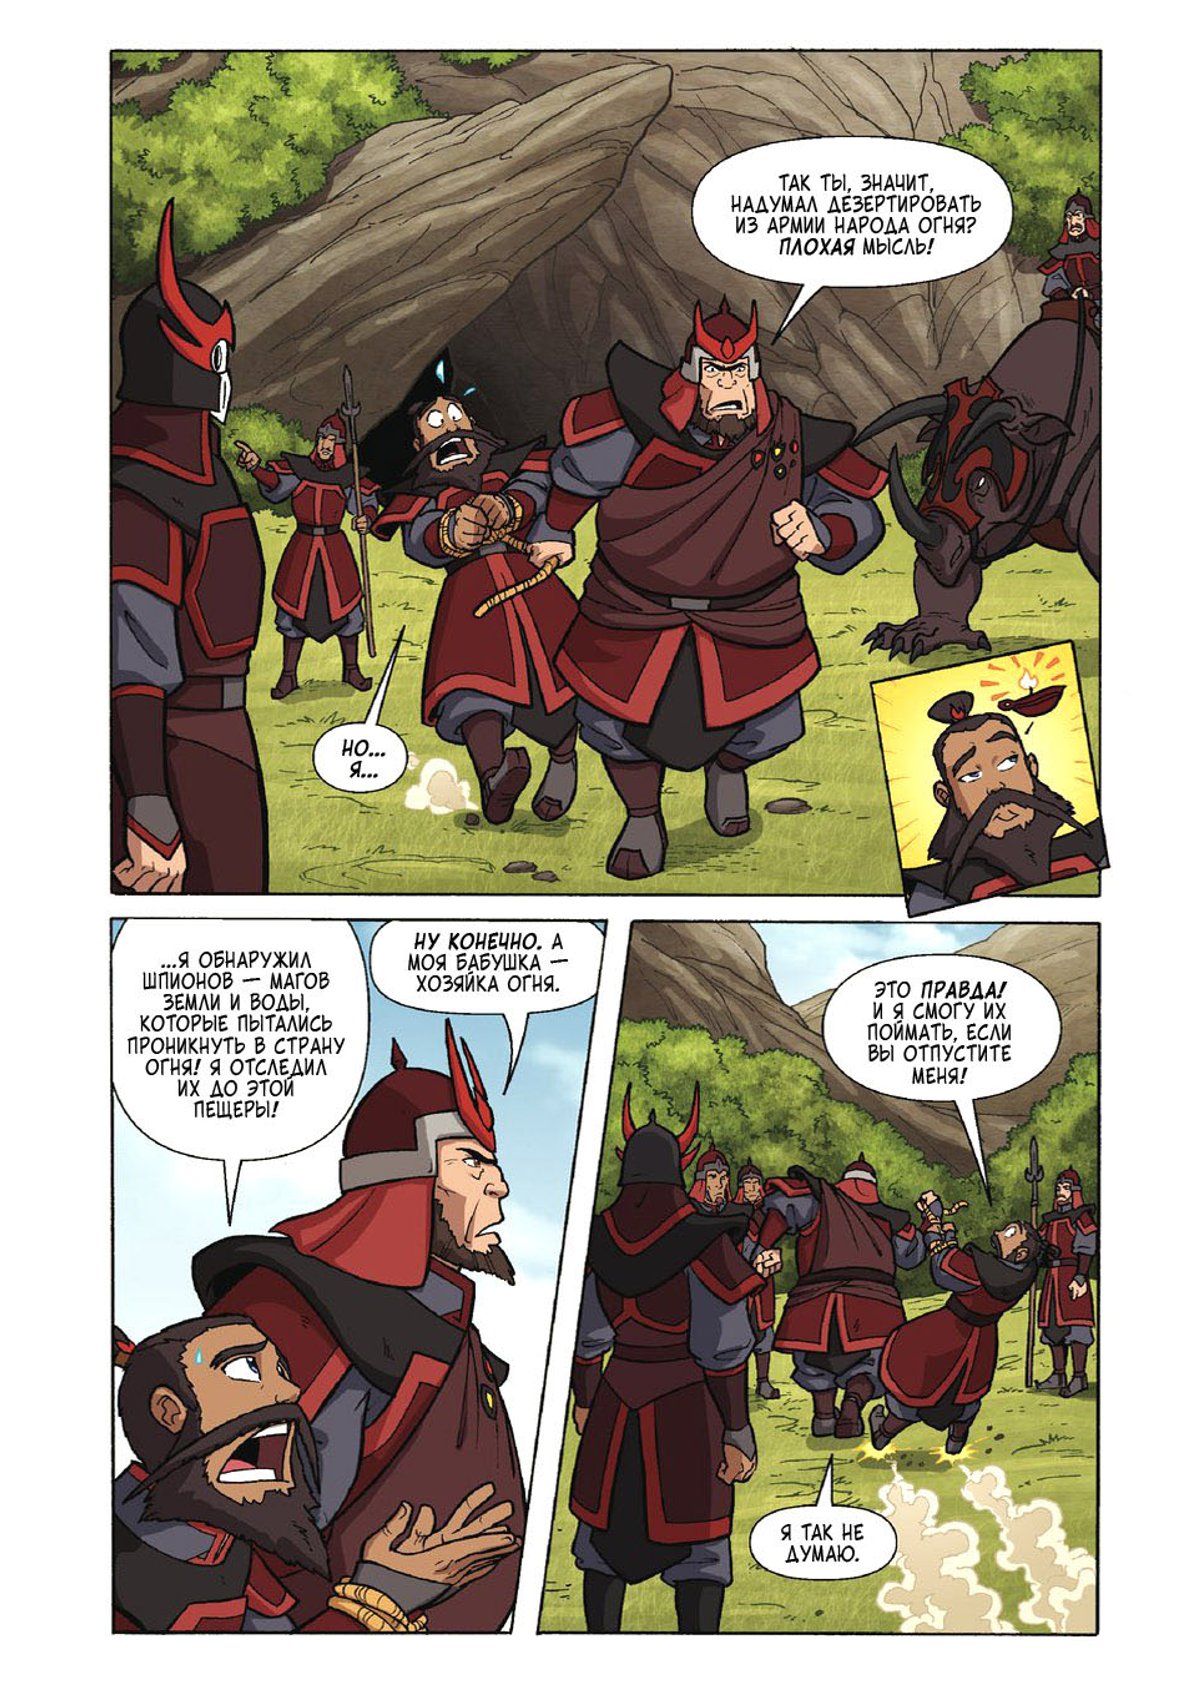 ТАК ТЫ, ЗНАЧИТ,
НАДУМАЛ ДЕЗЕРТИРОВАТЬ
ИЗ АРМИИ НАРОДА ОГНЯ?
ПЛОХАЯ МЫСЛЬ!
НО...
Я...
...Я ОБНАРУЖИЛ
ШПИОНОВ — МАГОВ
ЗЕМЛИ И ВОДЫ,
КОТОРЫЕ ПЫТАЛИСЬ
ПРОНИКНУТЬ В СТРАНУ
ОГНЯ! Я ОТСЛЕДИЛ
ИХ ДО ЭТОЙ
ПЕЩЕРЫ!
НУ КОНЕЧНО. А
МОЯ БАБУШКА —
ХОЗЯЙКА ОГНЯ.
ЭТО ПРАВДА!
И Я СМОГУ ИХ
ПОЙМАТЬ, ЕСЛИ
ВЫ ОТПУСТИТЕ
МЕНЯ!
Я ТАК НЕ
ДУМАЮ.